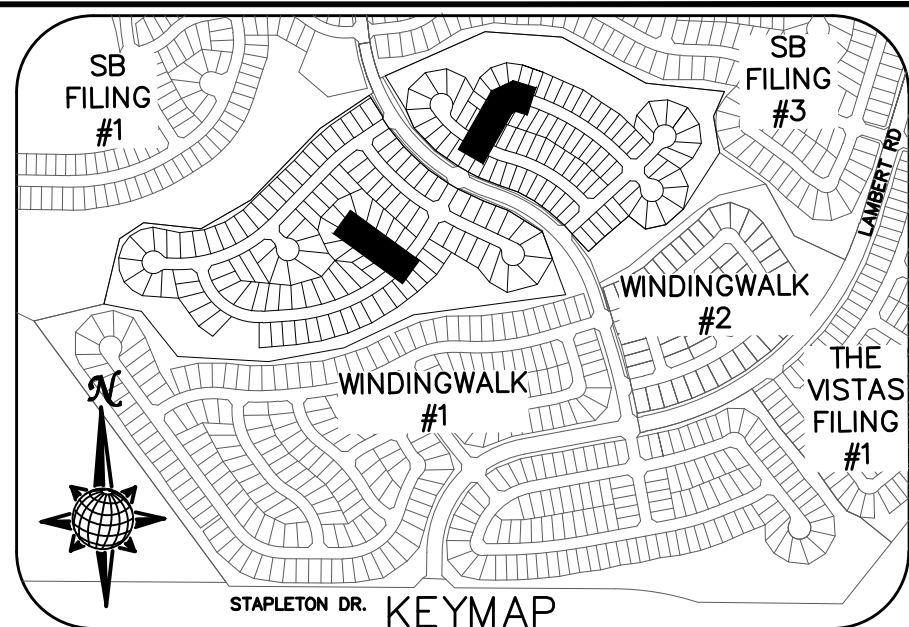 SB
FILING
#1
SB
FILING
#3
LAMBERT RD
WINDINGWALK
#2
THE
VISTAS
FILING
#1
WINDINGWALK
#1
N
STAPLETON DR.
KEYMAP